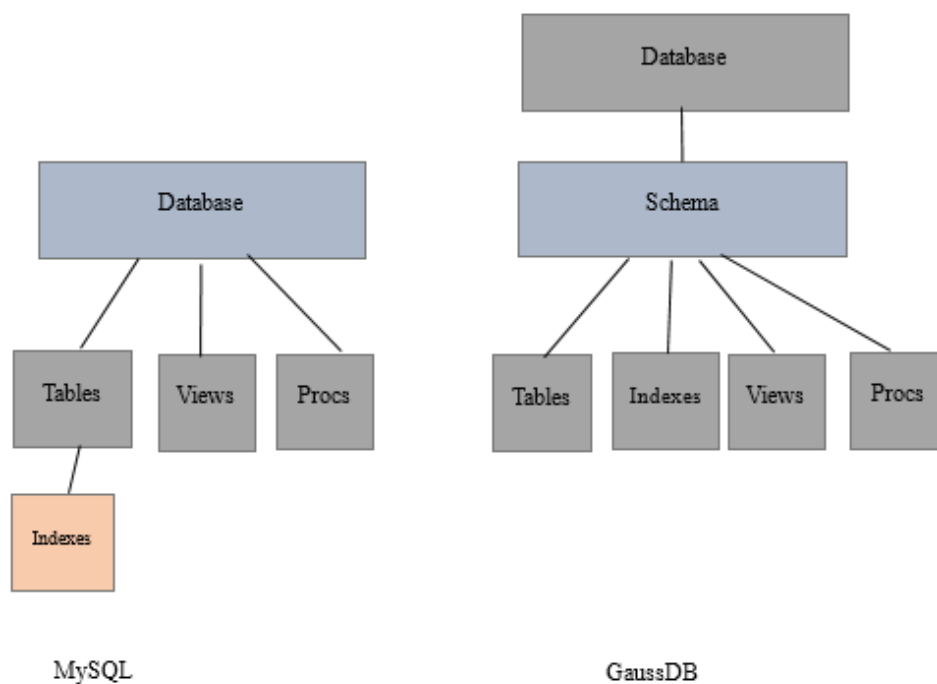 Database
Database
Schema
Tables
Views
Procs
Tables
Indexes
Views
Procs
Indexes
MySQL
GaussDB